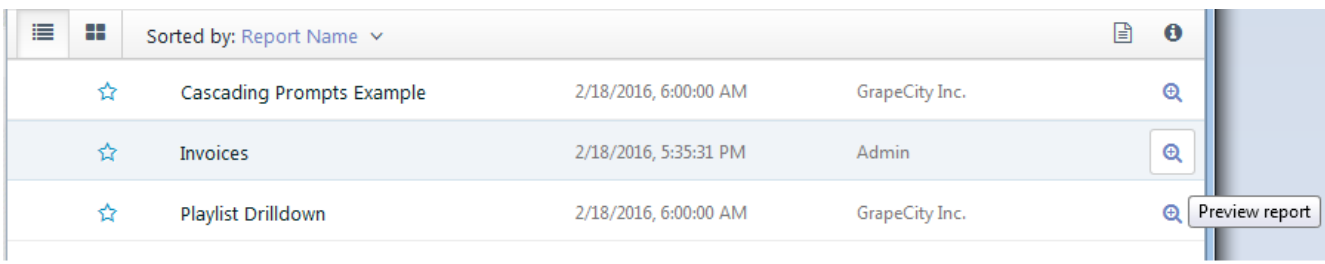 Sorted by: Report Name
Cascading Prompts Example 2/18/2016, 6:00:00 AM GrapeCity Inc.
Invoices 2/18/2016, 5:35:31 PM Admin
Playlist Drilldown 2/18/2016, 6:00:00 AM GrapeCity Inc.
Preview report